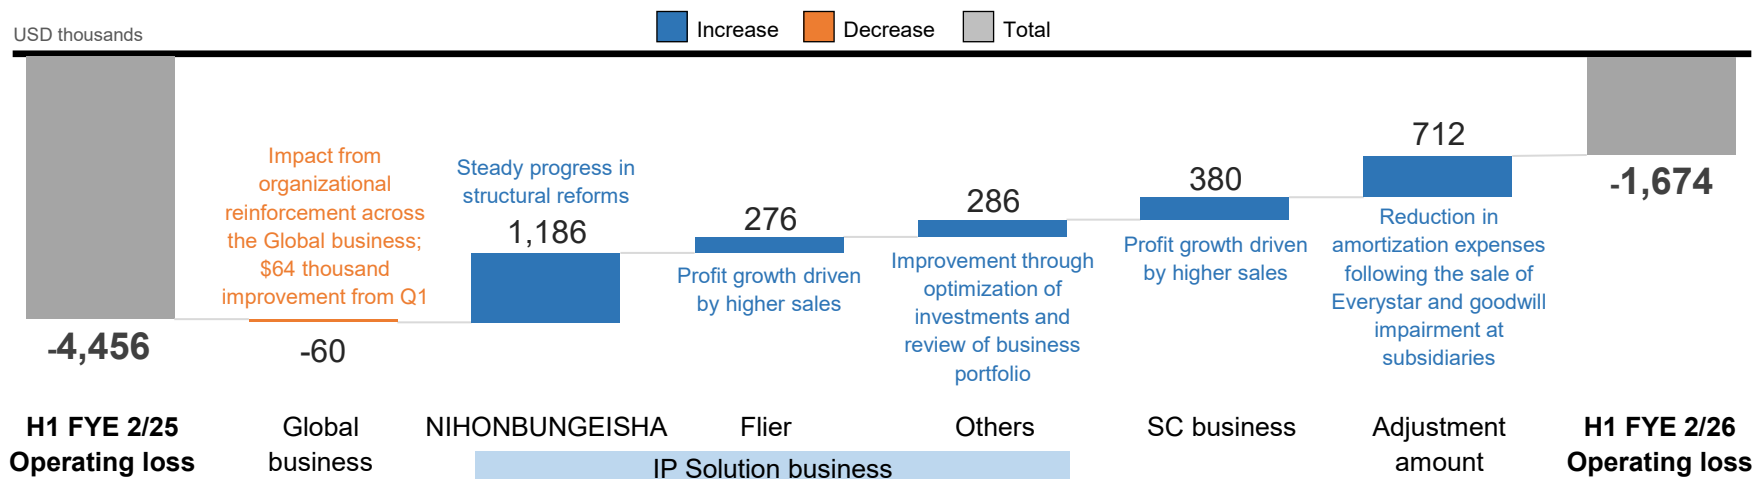 USD thousands
Increase
Decrease
Total
-4,456
Impact from
organizational
reinforcement across
the Global business;
$64 thousand
improvement from Q1
-60
Steady progress in
structural reforms
1,186
276
Profit growth driven
by higher sales
286
Improvement through
optimization of
investments and
review of business
portfolio
380
Profit growth driven
by higher sales
712
Reduction in
amortization expenses
following the sale of
Everystar and goodwill
impairment at
subsidiaries
-1,674
H1 FYE 2/25
Operating loss
Global
business
NIHONBUNGEISHA
Flier
Others
IP Solution business
SC business
Adjustment
amount
H1 FYE 2/26
Operating loss